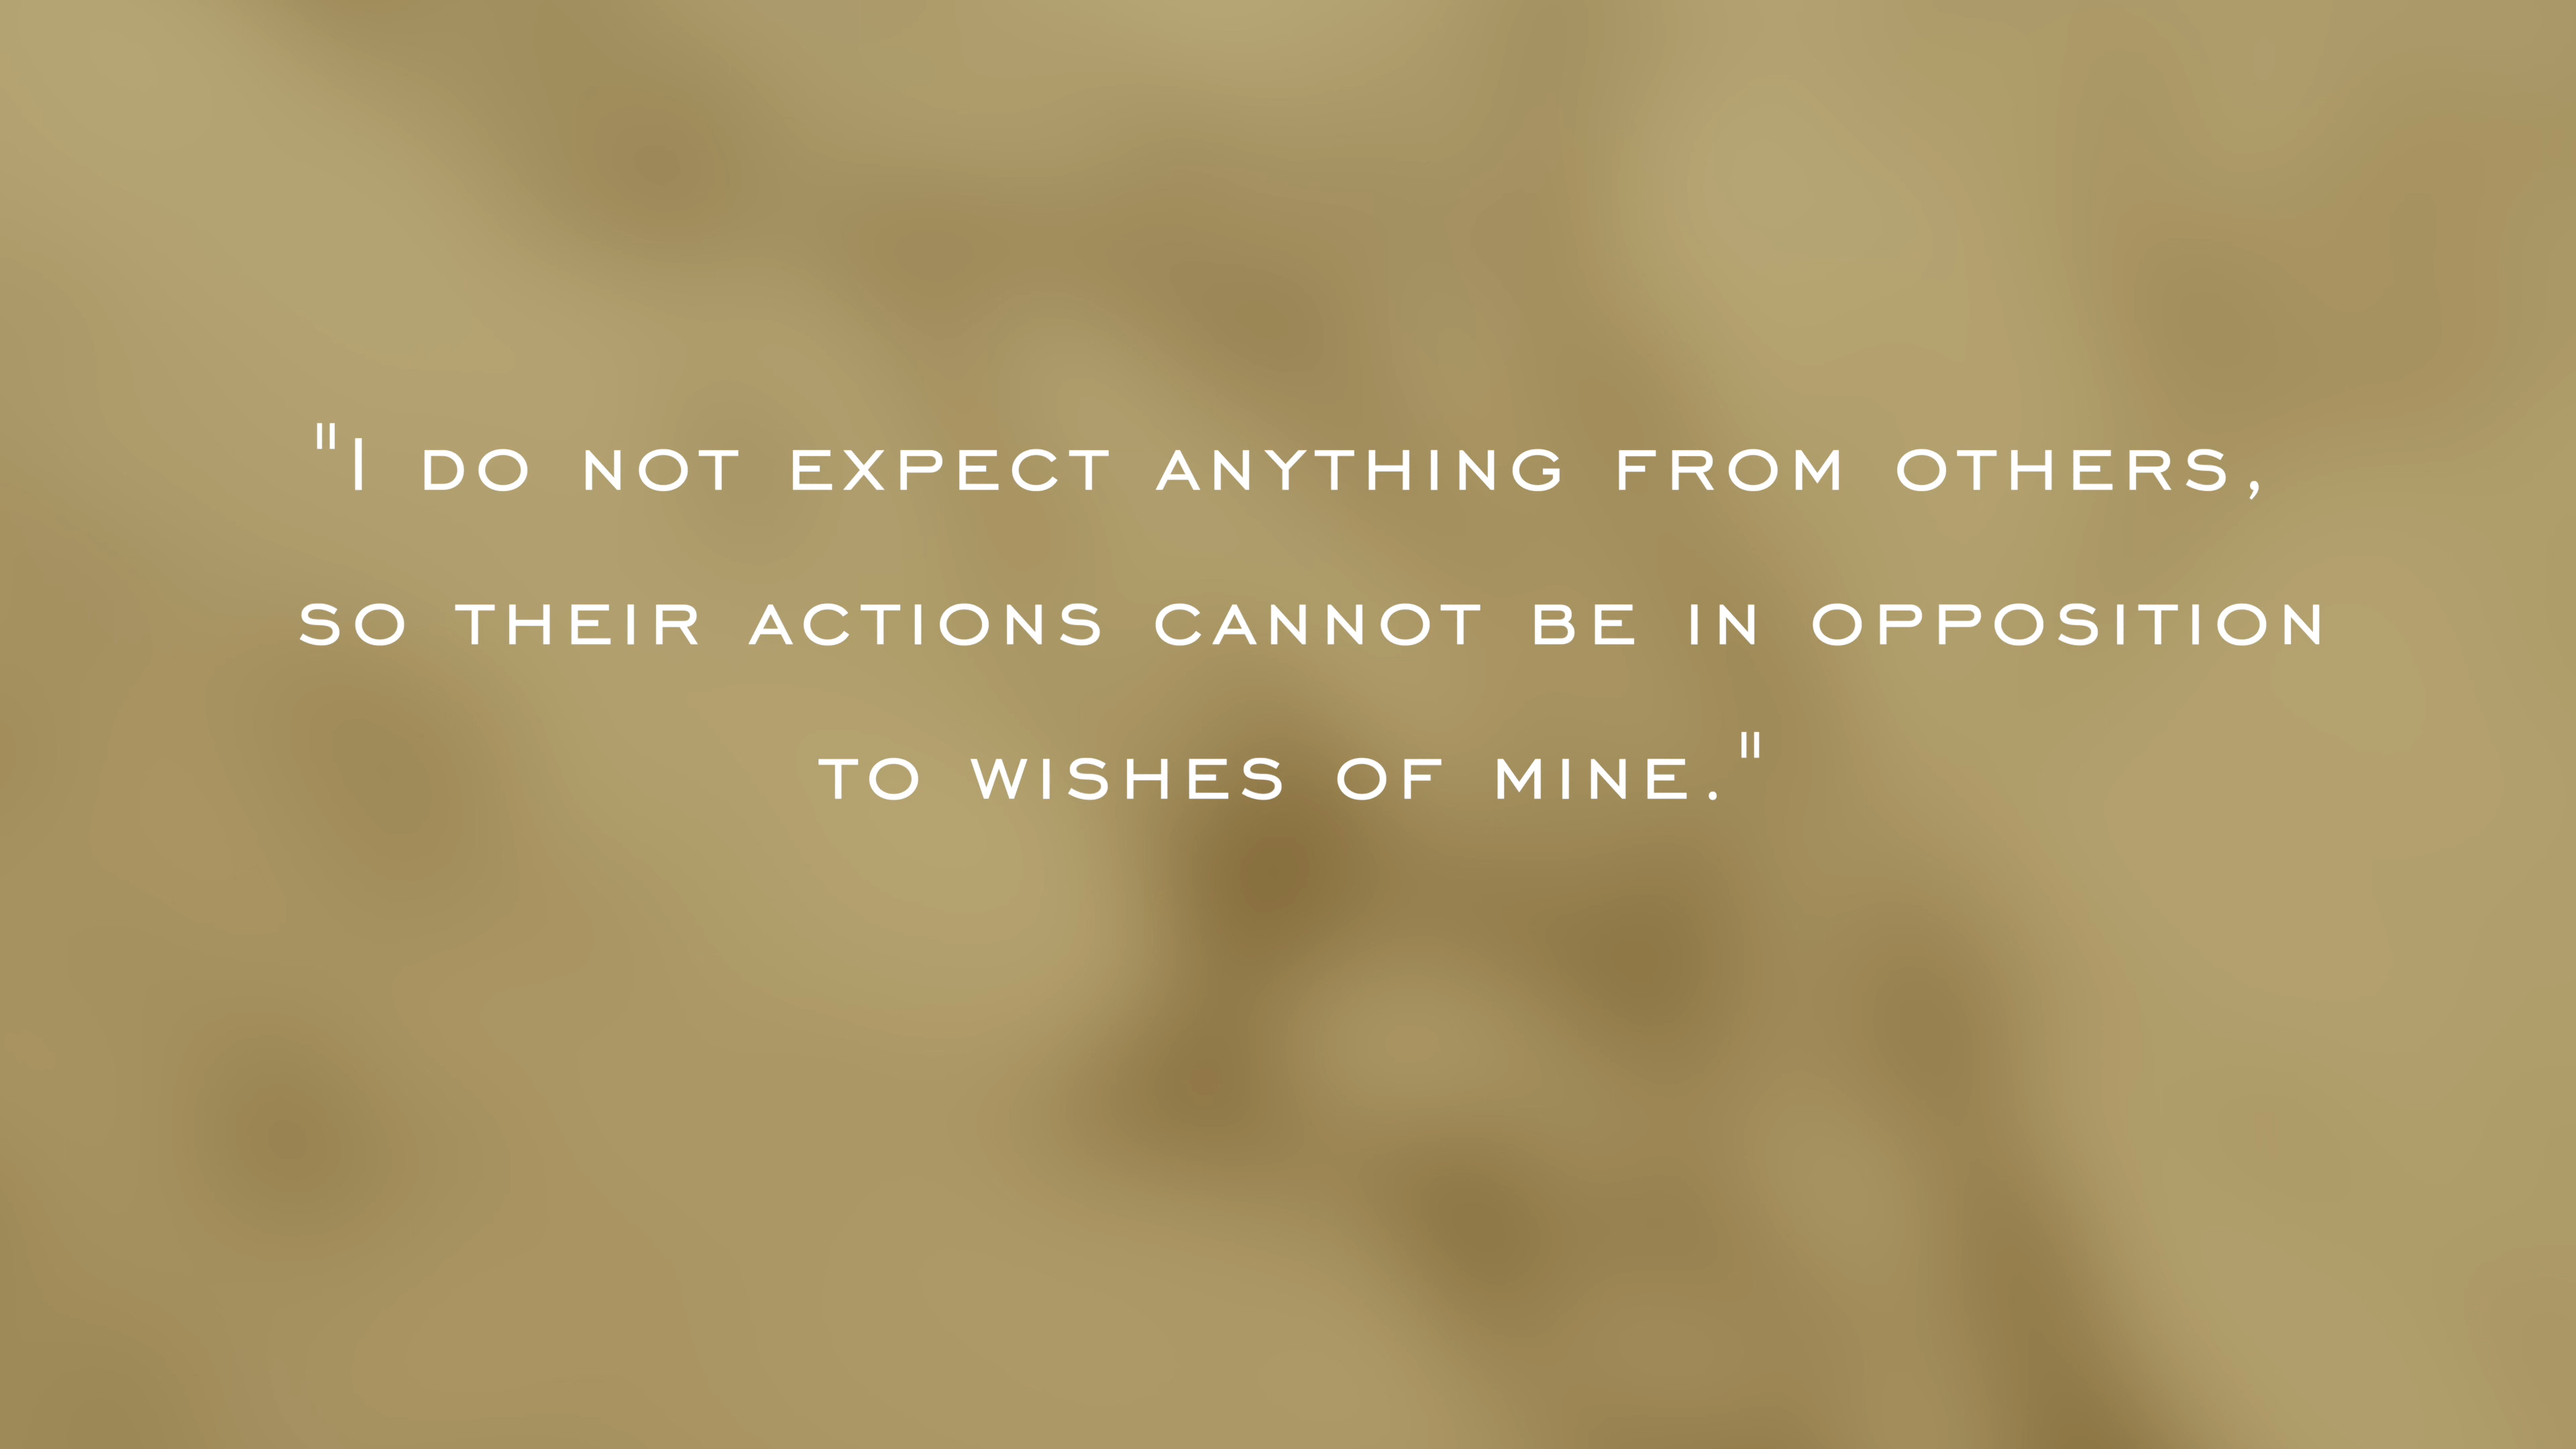 "I DO NOT EXPECT ANYTHING FROM OTHERS,
SO THEIR ACTIONS CANNOT BE IN OPPOSITION
TO WISHES OF MINE."